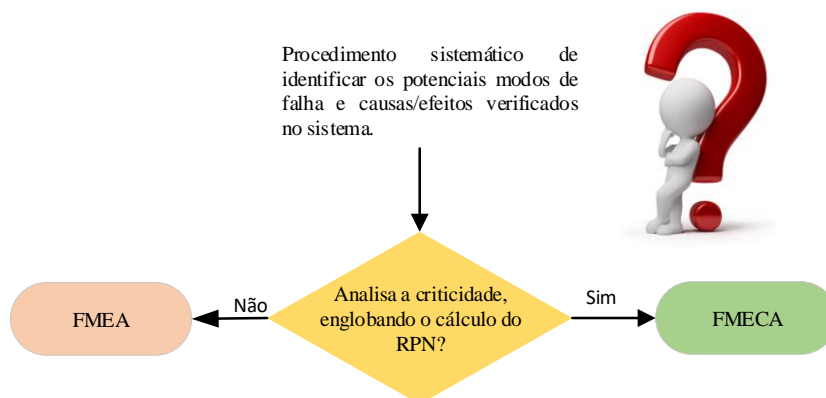 Procedimento sistemático de
identificar os potenciais modos de
falha e causas/efeitos verificados
no sistema.
Analisa a criticidade,
englobando o cálculo do
RPN?
Não
Sim
FMEA
FMECA